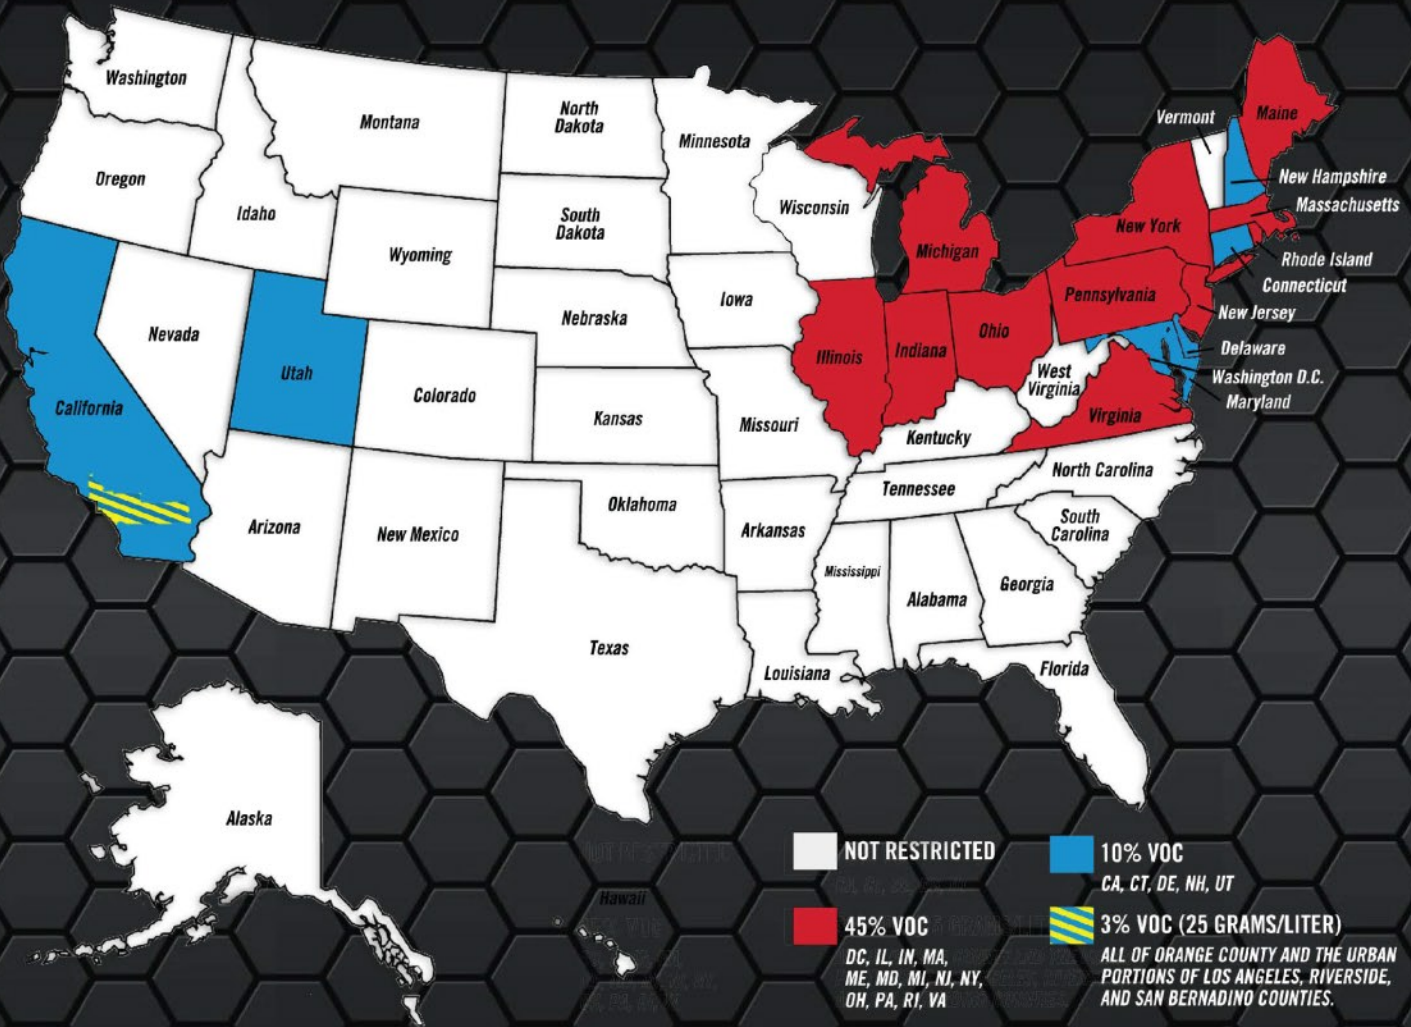 Washington
Montana
North
Dakota
Minnesota
Vermont
Maine
Oregon
Idaho
Wyoming
South
Dakota
Wisconsin
Michigan
New York
New Hampshire
Massachusetts
Rhode Island
Connecticut
New Jersey
Nevada
Utah
Colorado
Nebraska
Iowa
Illinois
Indiana
Ohio
Pennsylvania
Delaware
Washington D.C.
Maryland
California
Kansas
Missouri
West
Virginia
Virginia
Kentucky
Arizona
New Mexico
Oklahoma
Arkansas
Tennessee
North Carolina
South
Carolina
Mississippi
Alabama
Georgia
Texas
Louisiana
Florida
Alaska
Hawaii
NOT RESTRICTED
45% VOC
DC, IL, IN, MA,
ME, MD, MI, NJ, NY,
OH, PA, RI, VA
10% VOC
CA, CT, DE, NH, UT
3% VOC (25 GRAMS/LITER)
ALL OF ORANGE COUNTY AND THE URBAN
PORTIONS OF LOS ANGELES, RIVERSIDE,
AND SAN BERNADINO COUNTIES.